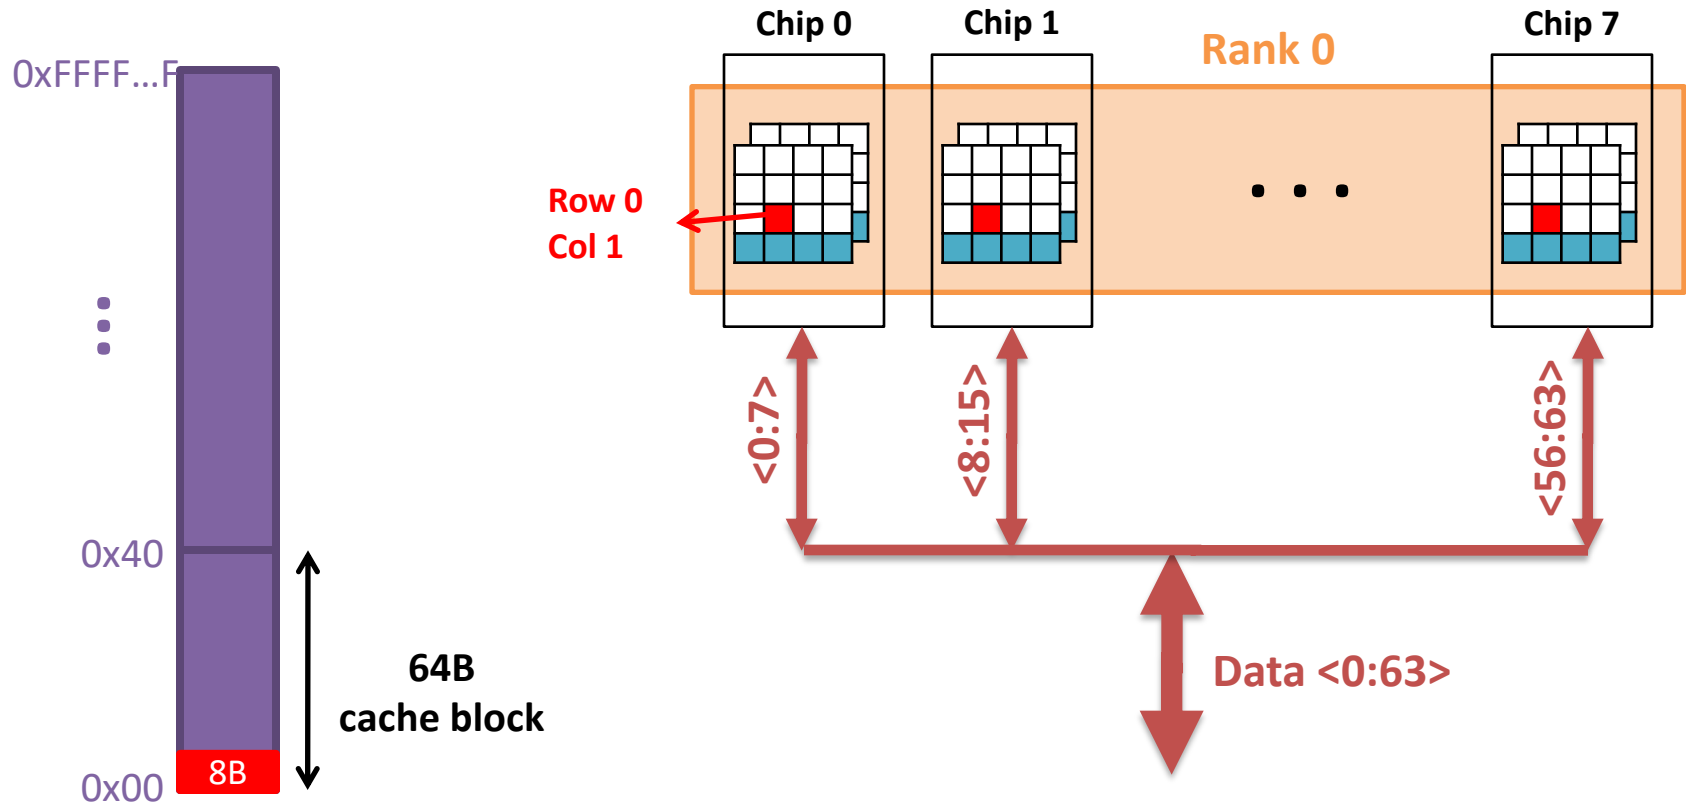 Chip 0
Chip 1
Chip 7
Rank 0
0xFFFF...F
Row 0
Col 1
<0:7>
<8:15>
<56:63>
0x40
64B
cache block
Data <0:63>
8B
0x00